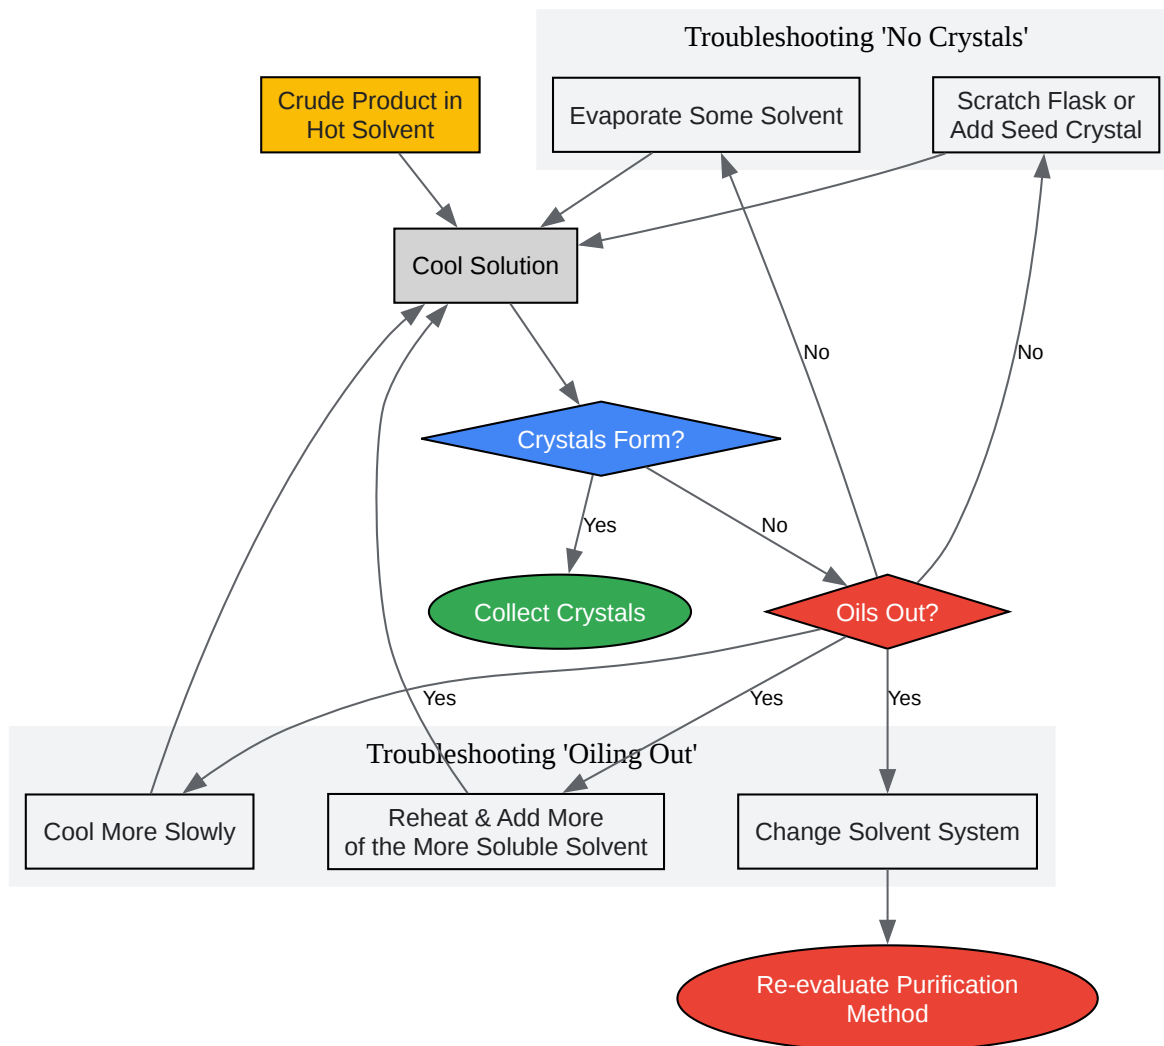 Troubleshooting 'No Crystals'
Crude Product in
Hot Solvent
Evaporate Some Solvent
Scratch Flask or
Add Seed Crystal
Cool Solution
No
No
Crystals Form?
Yes
No
Collect Crystals
Oils Out?
Yes
Yes
Yes
Troubleshooting 'Oiling Out'
Cool More Slowly
Reheat & Add More
of the More Soluble Solvent
Change Solvent System
Re-evaluate Purification
Method